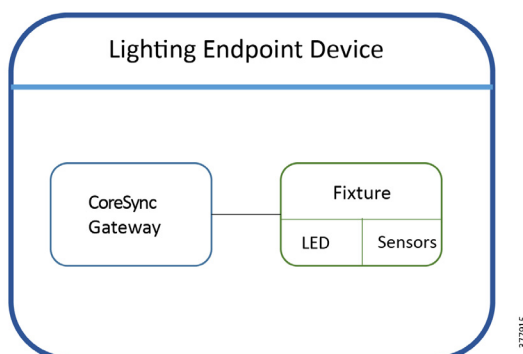 Lighting Endpoint Device
CoreSync
Gateway
Fixture
LED
Sensors